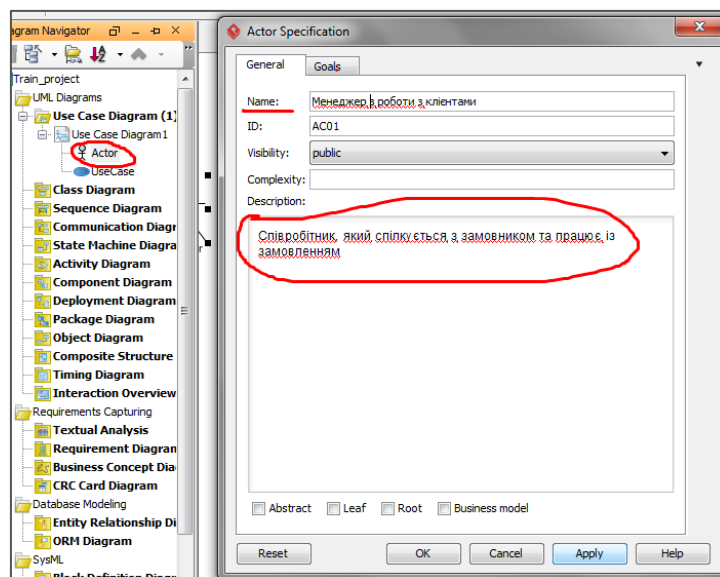 agram Navigator
Train_project
UML Diagrams
Use Case Diagram (1)
Use Case Diagram1
Actor
UseCase
Class Diagram
Sequence Diagram
Communication Diagr
State Machine Diagra
Activity Diagram
Component Diagram
Deployment Diagram
Package Diagram
Object Diagram
Composite Structure
Timing Diagram
Interaction Overview
Requirements Capturing
Textual Analysis
Requirement Diagran
Business Concept Dia
CRC Card Diagram
Database Modeling
Entity Relationship Di
ORM Diagram
SysML
Actor Specification
General
Goals
Name:
Менеджер з роботи з клієнтами
ID:
AC01
Visibility:
public
Complexity:
Description:
Співробітник, який спілкується з замовником та працює із
замовленням
Abstract
Leaf
Root
Business model
Reset
OK
Cancel
Apply
Help